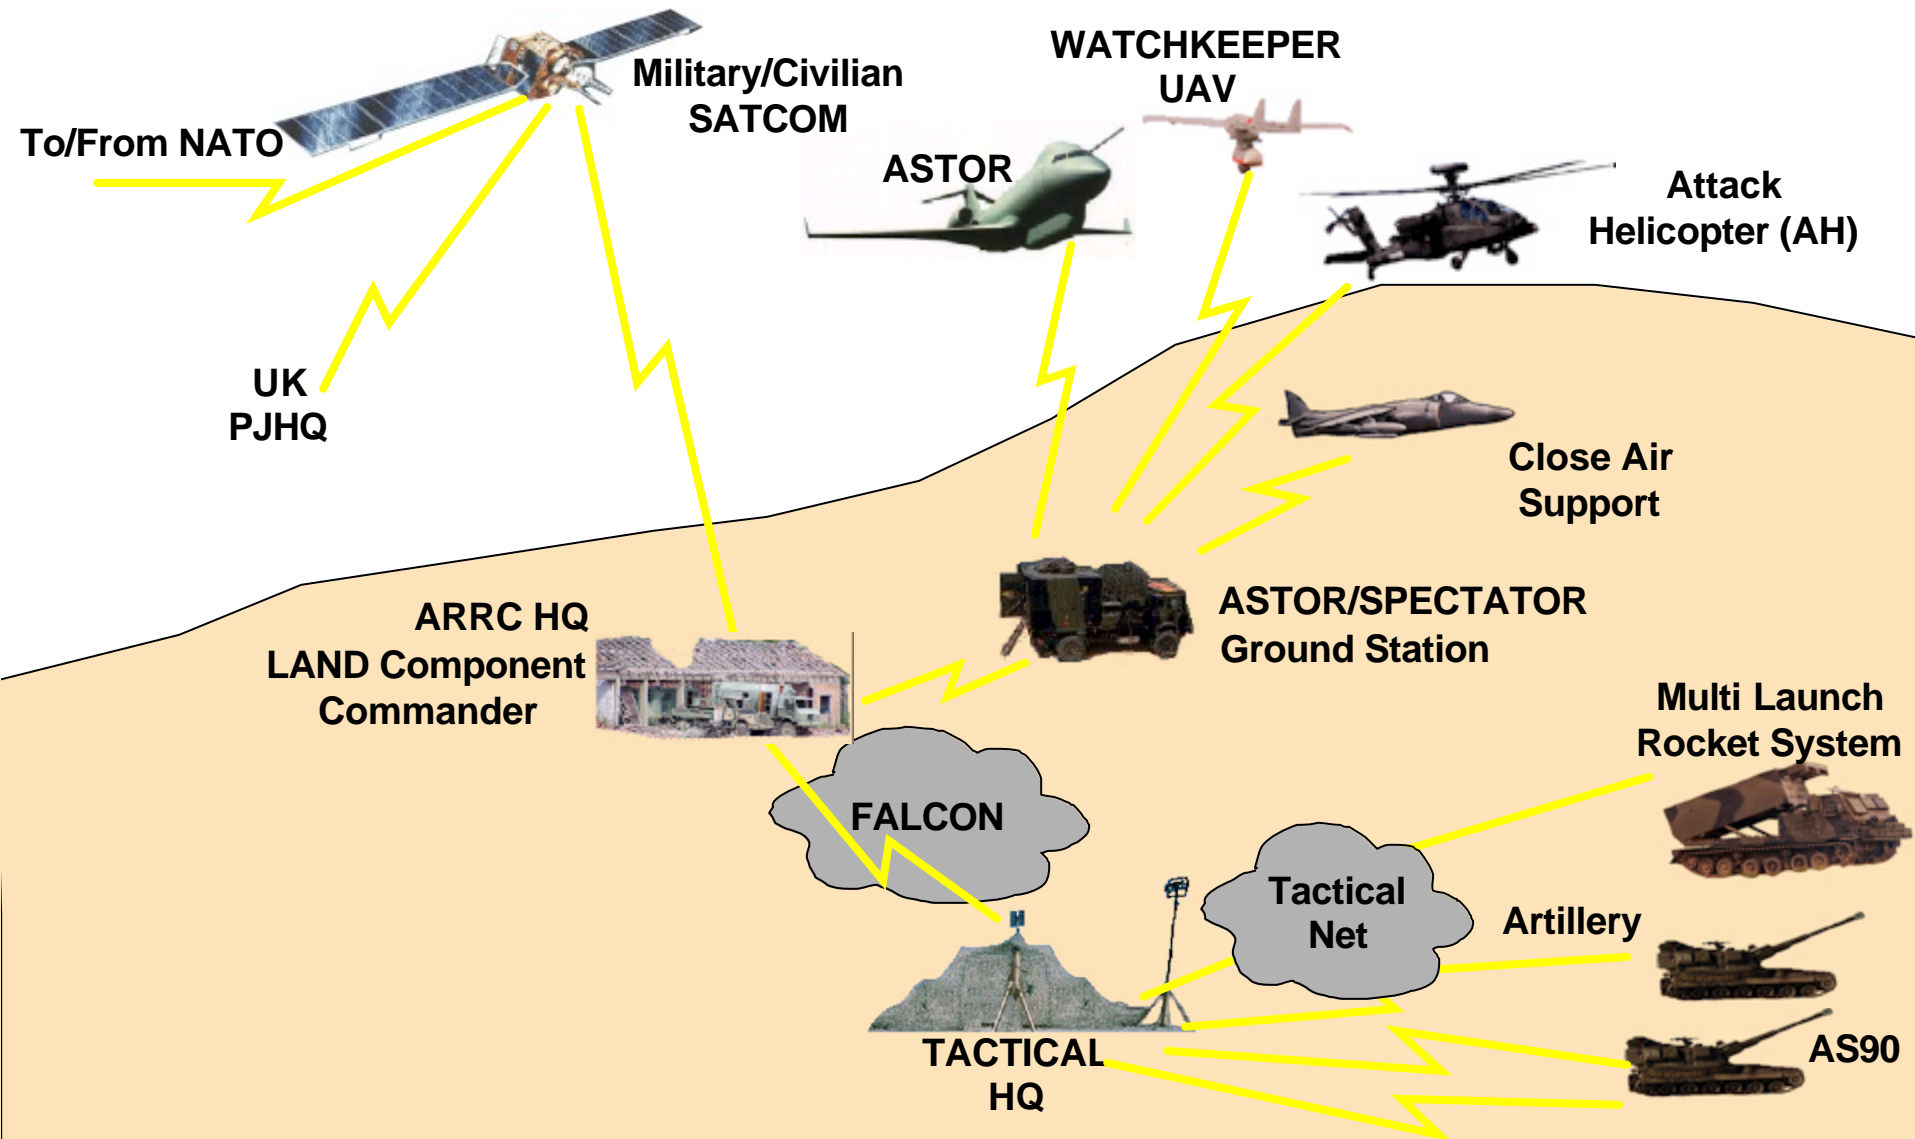 WATCHKEEPER
UAV
Military/Civilian
SATCOM
To/From NATO
ASTOR
Attack
Helicopter (AH)
UK
PJHQ
Close Air
Support
ARRC HQ
LAND Component
Commander
ASTOR/SPECTATOR
Ground Station
Multi Launch
Rocket System
FALCON
Tactical
Net
Artillery
TACTICAL
HQ
AS90